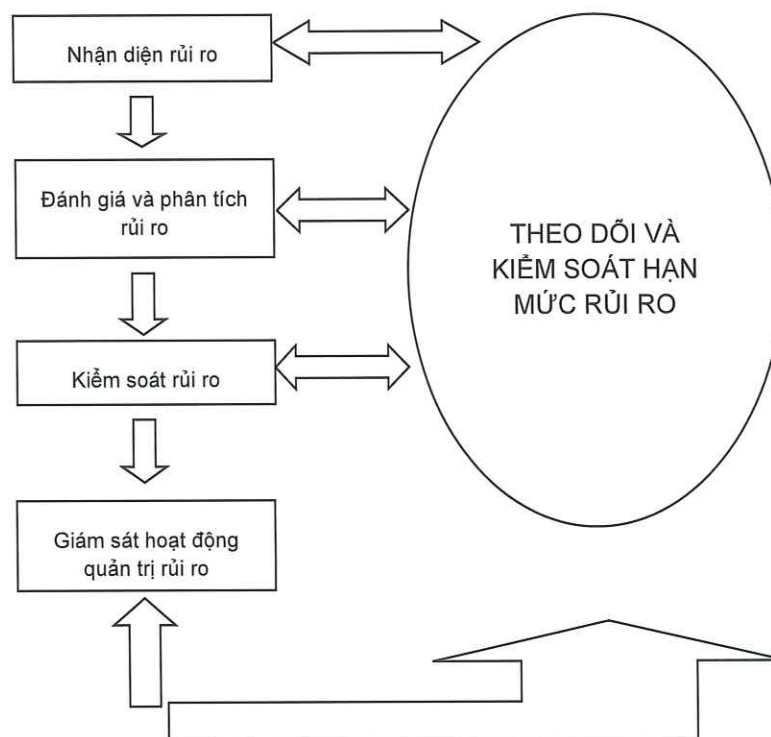 Nhận diện rủi ro
Đánh giá và phân tích
rủi ro
Kiểm soát rủi ro
Giám sát hoạt động
quản trị rủi ro
THEO DÕI VÀ
KIỂM SOÁT HẠN
MỨC RỦI RO